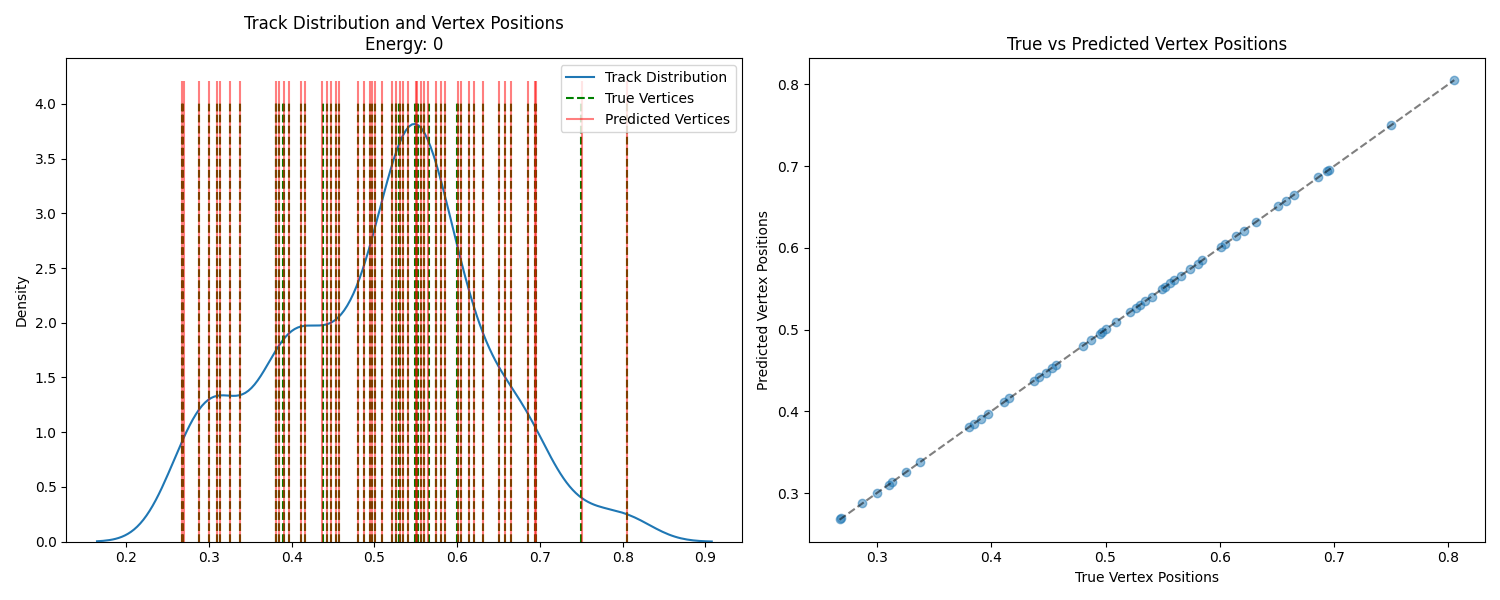 Track Distribution and Vertex Positions
Energy: 0
Track Distribution
True Vertices
Predicted Vertices
Density
4.0
3.5
3.0
2.5
2.0
1.5
1.0
0.5
0.0
0.2 0.3 0.4 0.5 0.6 0.7 0.8 0.9
True vs Predicted Vertex Positions
Predicted Vertex Positions
0.8
0.7
0.6
0.5
0.4
0.3
0.3 0.4 0.5 0.6 0.7 0.8
True Vertex Positions